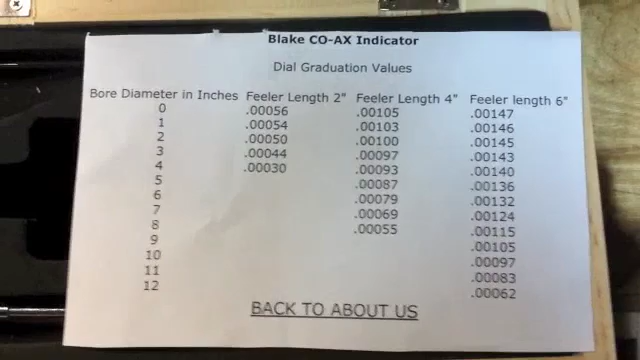 Blake CO-AX Indicator
Dial Graduation Values
Bore Diameter in Inches Feeler Length 2" Feeler Length 4" Feeler length 6"
0 .00056 .00105 .00147
1 .00054 .00103 .00146
2 .00050 .00100 .00145
3 .00044 .00097 .00143
4 .00030 .00093 .00140
5 .00087 .00136
6 .00079 .00132
7 .00069 .00124
8 .00055 .00115
9 .00105
10 .00097
11 .00083
12 .00062
BACK TO ABOUT US